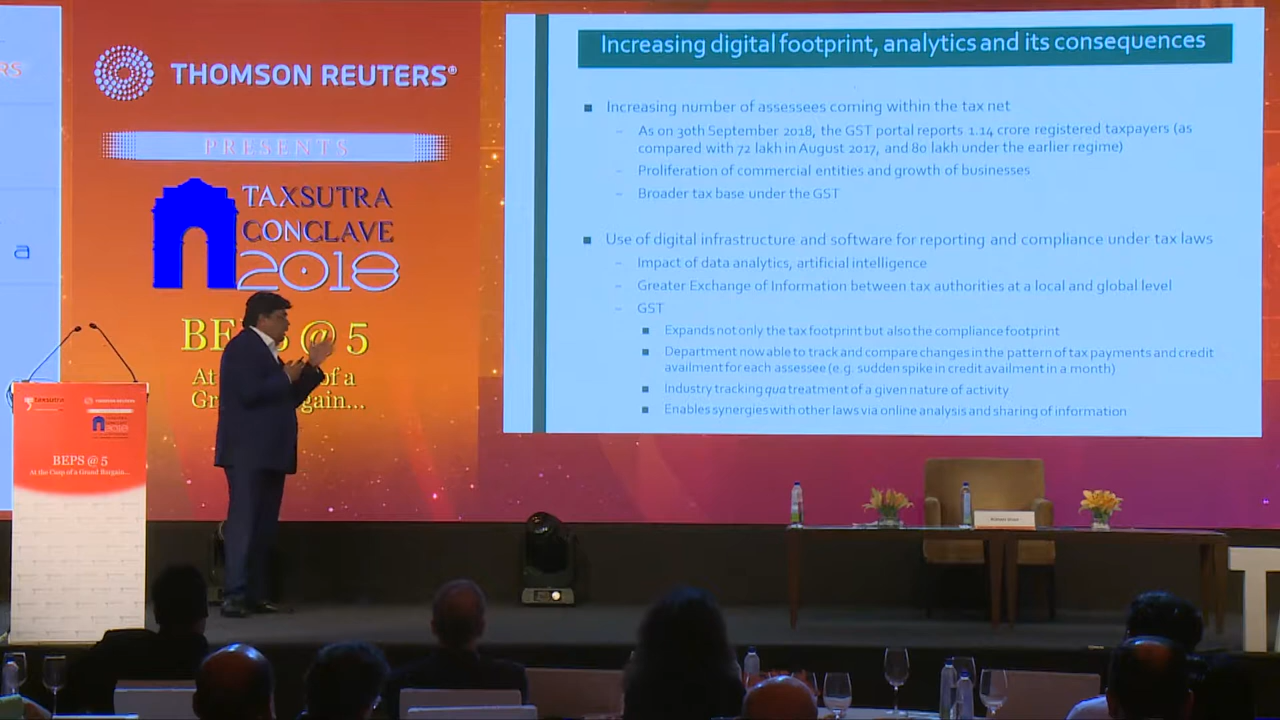 RS
a
THOMSON REUTERS®
PRESENTS
TAXSUTRA
CONCLAVE
2018
BE @ 5
At of a
Gr gain...
taxsutra
THOMSON REUTERS
BEPS @ 5
At the Cusp of a Grand Bargain...
Increasing digital footprint, analytics and its consequences
■ Increasing number of assessees coming within the tax net
– As on 30th September 2018, the GST portal reports 1.14 crore registered taxpayers (as
compared with 72 lakh in August 2017, and 80 lakh under the earlier regime)
– Proliferation of commercial entities and growth of businesses
– Broader tax base under the GST
■ Use of digital infrastructure and software for reporting and compliance under tax laws
– Impact of data analytics, artificial intelligence
– Greater Exchange of Information between tax authorities at a local and global level
– GST
■ Expands not only the tax footprint but also the compliance footprint
■ Department now able to track and compare changes in the pattern of tax payments and credit
availment for each assessee (e.g. sudden spike in credit availment in a month)
■ Industry tracking qua treatment of a given nature of activity
■ Enables synergies with other laws via online analysis and sharing of information
T